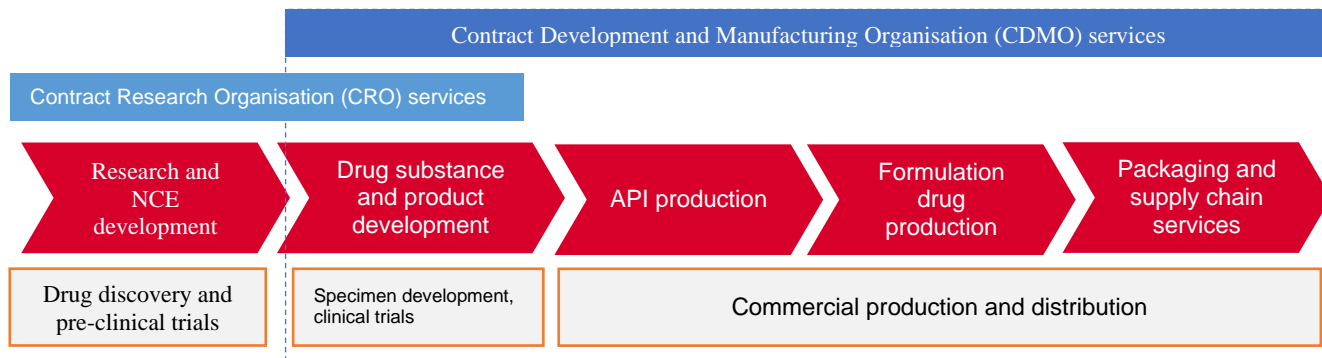 Contract Development and Manufacturing Organisation (CDMO) services
Contract Research Organisation (CRO) services
Research and
NCE
development
Drug substance
and product
development
API production
Formulation
drug
production
Packaging and
supply chain
services
Drug discovery and
pre-clinical trials
Specimen development,
clinical trials
Commercial production and distribution